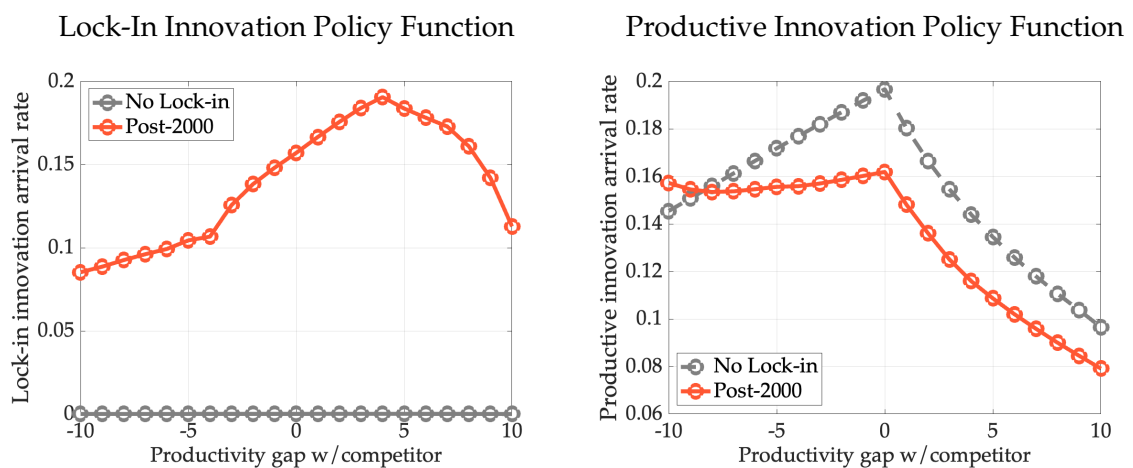 Lock-In Innovation Policy Function
Lock-in innovation arrival rate
0.2
0.15
0.1
0.05
0
No Lock-in
Post-2000
-10 -5 0 5 10
Productivity gap w/competitor
Productive Innovation Policy Function
Productive innovation arrival rate
0.2
0.18
0.16
0.14
0.12
0.1
0.08
0.06
No Lock-in
Post-2000
-10 -5 0 5 10
Productivity gap w/competitor